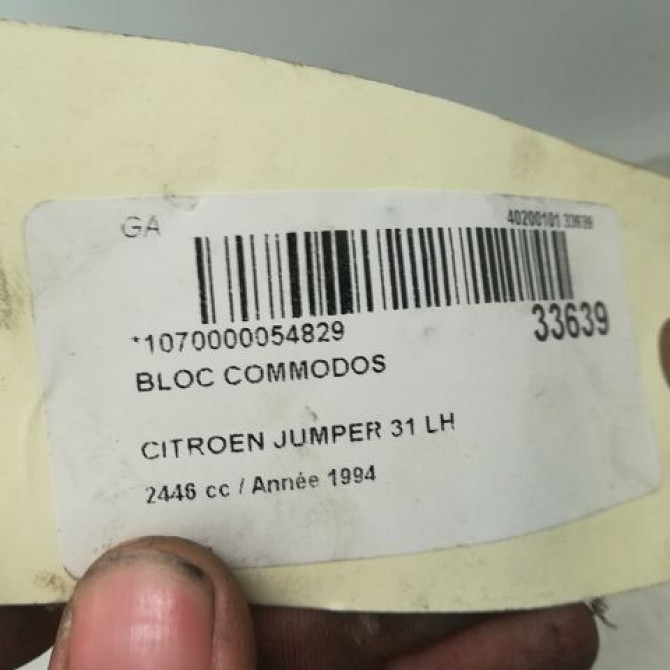 GA
40200101 33639
*1070000054829
33639
BLOC COMMODOS
CITROEN JUMPER 31 LH
2446 cc / Année 1994